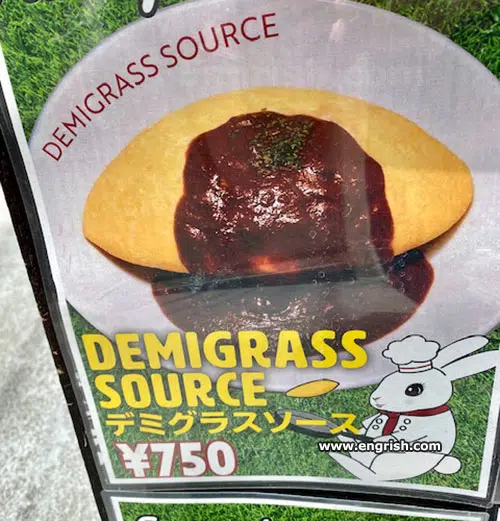 DEMIGRASS SOURCE
DEMIGRASS
SOURCE
デミグラスソース
¥750
www.engrish.com